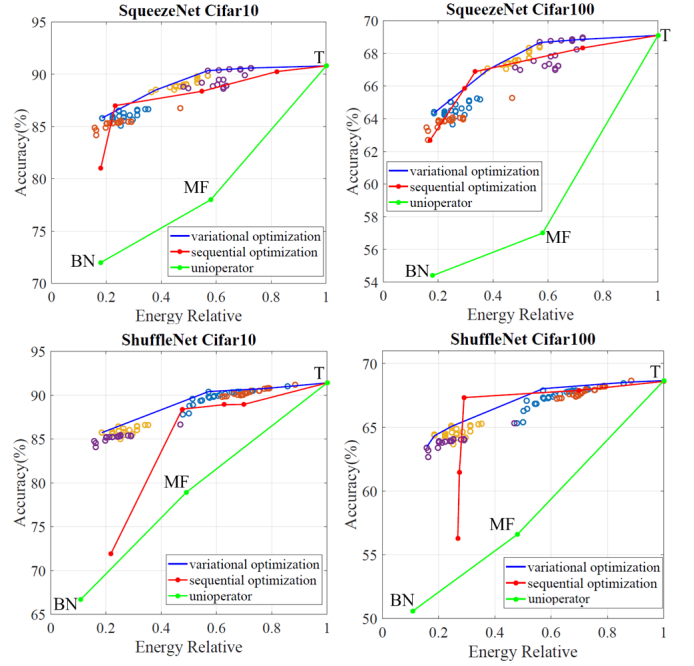 SqueezeNet Cifar10
95
90
85
80
75
70
0
0.2
0.4
0.6
0.8
1
Accuracy(%)
Energy Relative
T
MF
BN
variational optimization
sequential optimization
unioperator
SqueezeNet Cifar100
70
68
66
64
62
60
58
56
54
0
0.2
0.4
0.6
0.8
1
Accuracy(%)
Energy Relative
T
MF
BN
variational optimization
sequential optimization
unioperator
ShuffleNet Cifar10
95
90
85
80
75
70
65
0
0.2
0.4
0.6
0.8
1
Accuracy(%)
Energy Relative
T
MF
BN
variational optimization
sequential optimization
unioperator
ShuffleNet Cifar100
70
65
60
55
50
0
0.2
0.4
0.6
0.8
1
Accuracy(%)
Energy Relative
T
MF
BN
variational optimization
sequential optimization
unioperator